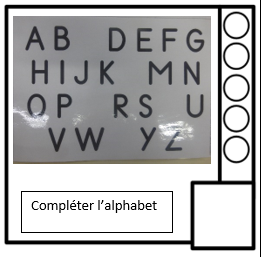 AB DEFG
HIJK MN
OP RS U
VW YZ
Compléter l'alphabet